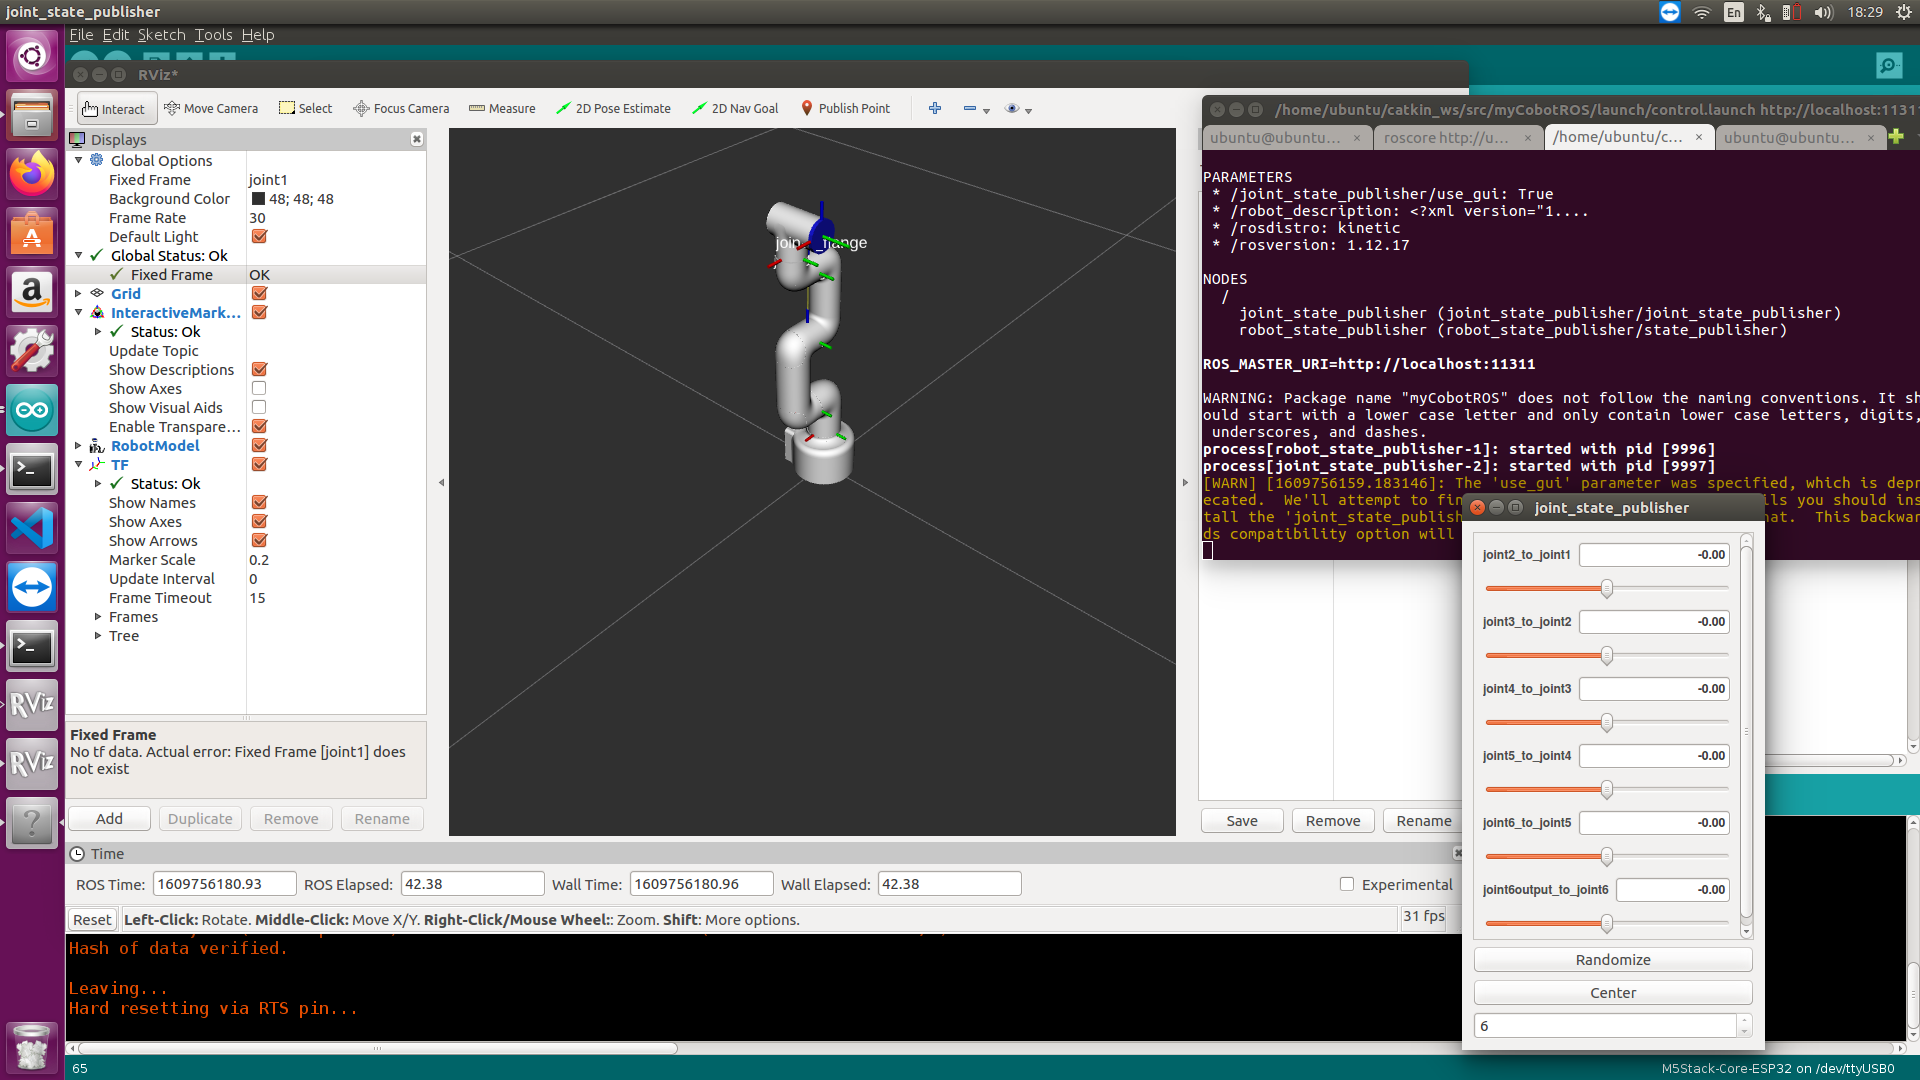 joint_state_publisher
En
18:29
File Edit Sketch Tools Help
RViz*
Interact Move Camera Select Focus Camera Measure 2D Pose Estimate 2D Nav Goal Publish Point
Displays
Global Options
Fixed Frame joint1
Background Color 48; 48; 48
Frame Rate 30
Default Light
Global Status: Ok
Fixed Frame OK
Grid
InteractiveMark...
Status: Ok
Update Topic
Show Descriptions
Show Axes
Show Visual Aids
Enable Transpare...
RobotModel
TF
Status: Ok
Show Names
Show Axes
Show Arrows
Marker Scale 0.2
Update Interval 0
Frame Timeout 15
Frames
Tree
Fixed Frame
No tf data. Actual error: Fixed Frame [joint1] does
not exist
Add Duplicate Remove Rename
Save Remove Rename
Time
ROS Time: 1609756180.93 ROS Elapsed: 42.38 Wall Time: 1609756180.96 Wall Elapsed: 42.38 Experimental
Reset Left-Click: Rotate. Middle-Click: Move X/Y. Right-Click/Mouse Wheel:: Zoom. Shift: More options. 31 fps
Hash of data verified.
Leaving...
Hard resetting via RTS pin...
65
M5Stack-Core-ESP32 on /dev/ttyUSB0
/home/ubuntu/catkin_ws/src/myCobotROS/launch/control.launch http://localhost:11311
ubuntu@ubuntu... roscore http://u... /home/ubuntu/c... ubuntu@ubuntu...
PARAMETERS
* /joint_state_publisher/use_gui: True
* /robot_description: <?xml version="1....
* /rosdistro: kinetic
* /rosversion: 1.12.17
NODES
/
joint_state_publisher (joint_state_publisher/joint_state_publisher)
robot_state_publisher (robot_state_publisher/state_publisher)
ROS_MASTER_URI=http://localhost:11311
WARNING: Package name "myCobotROS" does not follow the naming conventions. It sh
ould start with a lower case letter and only contain lower case letters, digits,
underscores, and dashes.
process[robot_state_publisher-1]: started with pid [9996]
process[joint_state_publisher-2]: started with pid [9997]
[WARN] [1609756159.183146]: The 'use_gui' parameter was specified, which is depr
ecated. We'll attempt to fin ils you should ins
tall the 'joint_state_publis at. This backwar
ds compatibility option will
joint_state_publisher
joint2_to_joint1 -0.00
joint3_to_joint2 -0.00
joint4_to_joint3 -0.00
joint5_to_joint4 -0.00
joint6_to_joint5 -0.00
joint6output_to_joint6 -0.00
Randomize
Center
6